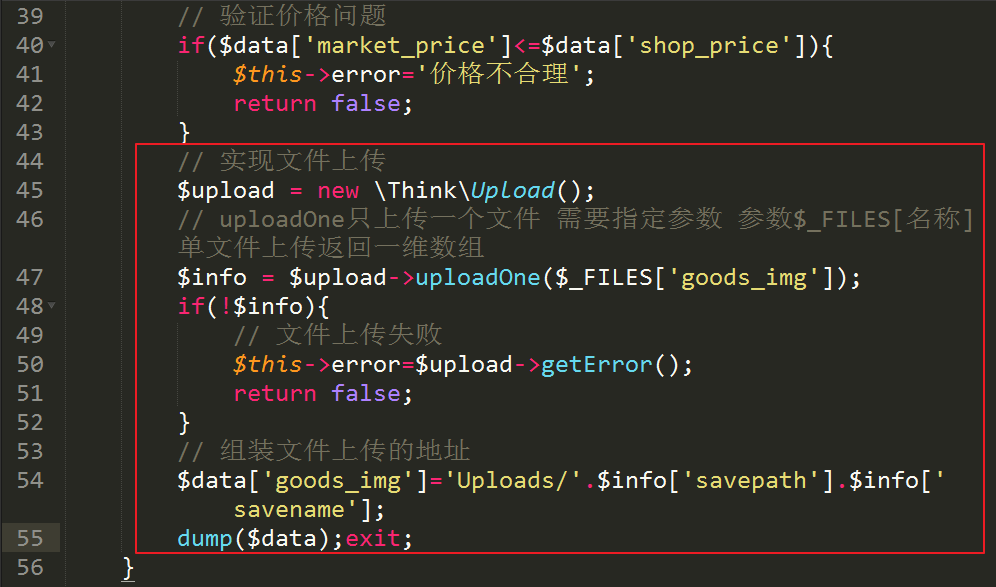 39 // 验证价格问题
40 if($data['market_price']<=$data['shop_price']){
41 $this->error='价格不合理';
42 return false;
43 }
44 // 实现文件上传
45 $upload = new \Think\Upload();
46 // uploadOne只上传一个文件 需要指定参数 参数$_FILES[名称]
单文件上传返回一维数组
47 $info = $upload->uploadOne($_FILES['goods_img']);
48 if(!$info){
49 // 文件上传失败
50 $this->error=$upload->getError();
51 return false;
52 }
53 // 组装文件上传的地址
54 $data['goods_img']='Uploads/'.$info['savepath'].$info['
savename'];
55 dump($data);exit;
56 }